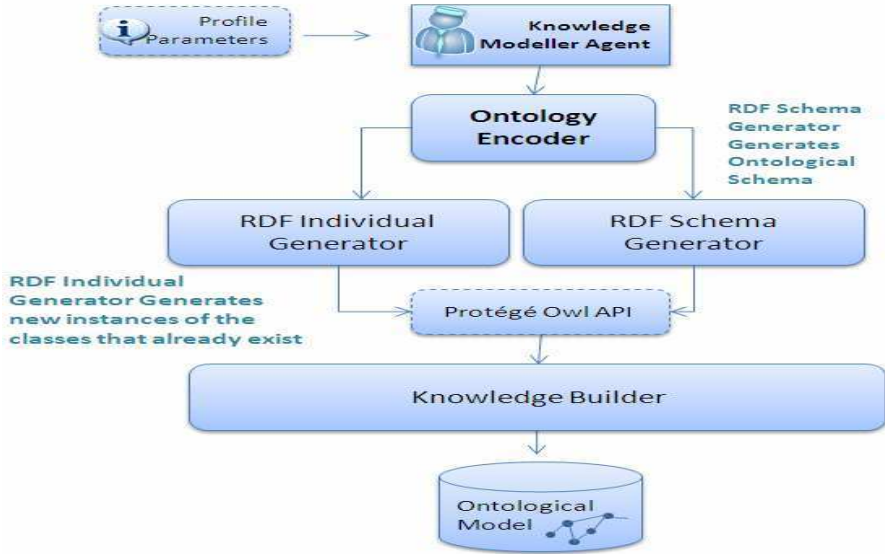 Profile
Parameters
Knowledge
Modeller Agent
Ontology
Encoder
RDF Schema
Generator
Generates
Ontological
Schema
RDF Individual
Generator
RDF Schema
Generator
RDF Individual
Generator Generates
new instances of the
classes that already exist
Protégé Owl API
Knowledge Builder
Ontological
Model